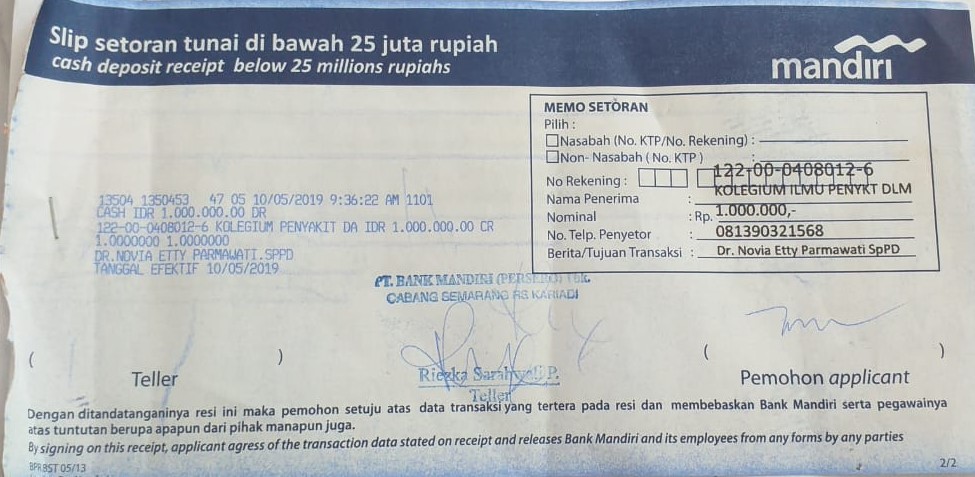 Slip setoran tunai di bawah 25 juta rupiah
cash deposit receipt below 25 millions rupiahs
mandiri
MEMO SETORAN
Pilih :
Nasabah (No. KTP/No. Rekening) :
Non- Nasabah ( No. KTP ) :
No Rekening : 122-00-0408012-6
Nama Penerima : KOLEGIUM ILMU PENYKT DLM
Nominal : Rp. 1.000.000,-
No. Telp. Penyetor : 081390321568
Berita/Tujuan Transaksi : Dr. Novia Etty Parmawati SpPD
13504 1350453 47 05 10/05/2019 9:36:22 AM 1101
CASH IDR 1.000.000.00 DR
122-00-0408012-6 KOLEGIUM PENYAKIT DA IDR 1.000.000.00 CR
1.0000000 1.0000000
DR.NOVIA ETTY PARMAWATI.SPPD
TANGGAL EFEKTIF 10/05/2019
PT. BANK MANDIRI (PERSERO) Tbk.
CABANG SEMARANG RS KARIADI
( )
Teller
Riezka P.
Teller
( )
Pemohon applicant
Dengan ditandatanganinya resi ini maka pemohon setuju atas data transaksi yang tertera pada resi dan membebaskan Bank Mandiri serta pegawainya
atas tuntutan berupa apapun dari pihak manapun juga.
By signing on this receipt, applicant agress of the transaction data stated on receipt and releases Bank Mandiri and its employees from any forms by any parties
BPR BST 05/13
2/2